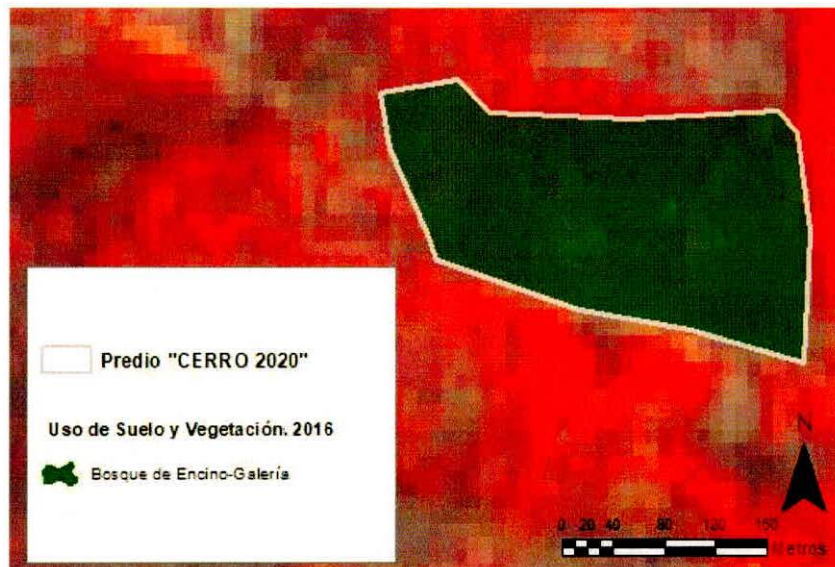 Predio "CERRO 2020"
Uso de Suelo y Vegetación. 2016
Bosque de Encino-Galería
N
0 20 40 80 120 160
Metros